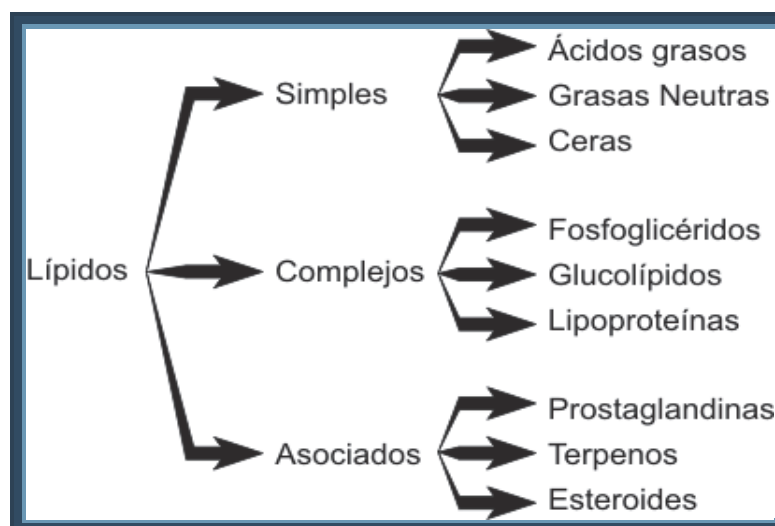 Lípidos
Simples
Ácidos grasos
Grasas Neutras
Ceras
Complejos
Fosfoglicéridos
Glucolípidos
Lipoproteínas
Asociados
Prostaglandinas
Terpenos
Esteroides